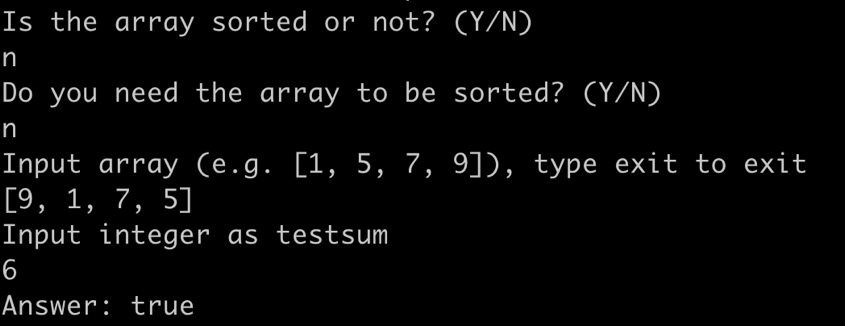 Is the array sorted or not? (Y/N)
n
Do you need the array to be sorted? (Y/N)
n
Input array (e.g. [1, 5, 7, 9]), type exit to exit
[9, 1, 7, 5]
Input integer as testsum
6
Answer: true